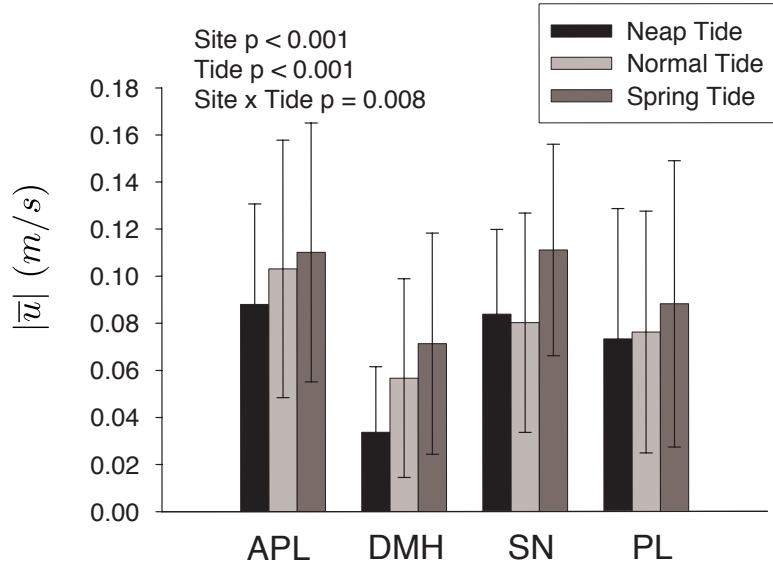 Site p < 0.001
Tide p < 0.001
Site x Tide p = 0.008
Neap Tide
Normal Tide
Spring Tide
|u̅| (m/s)
0.18
0.16
0.14
0.12
0.10
0.08
0.06
0.04
0.02
0.00
APL DMH SN PL